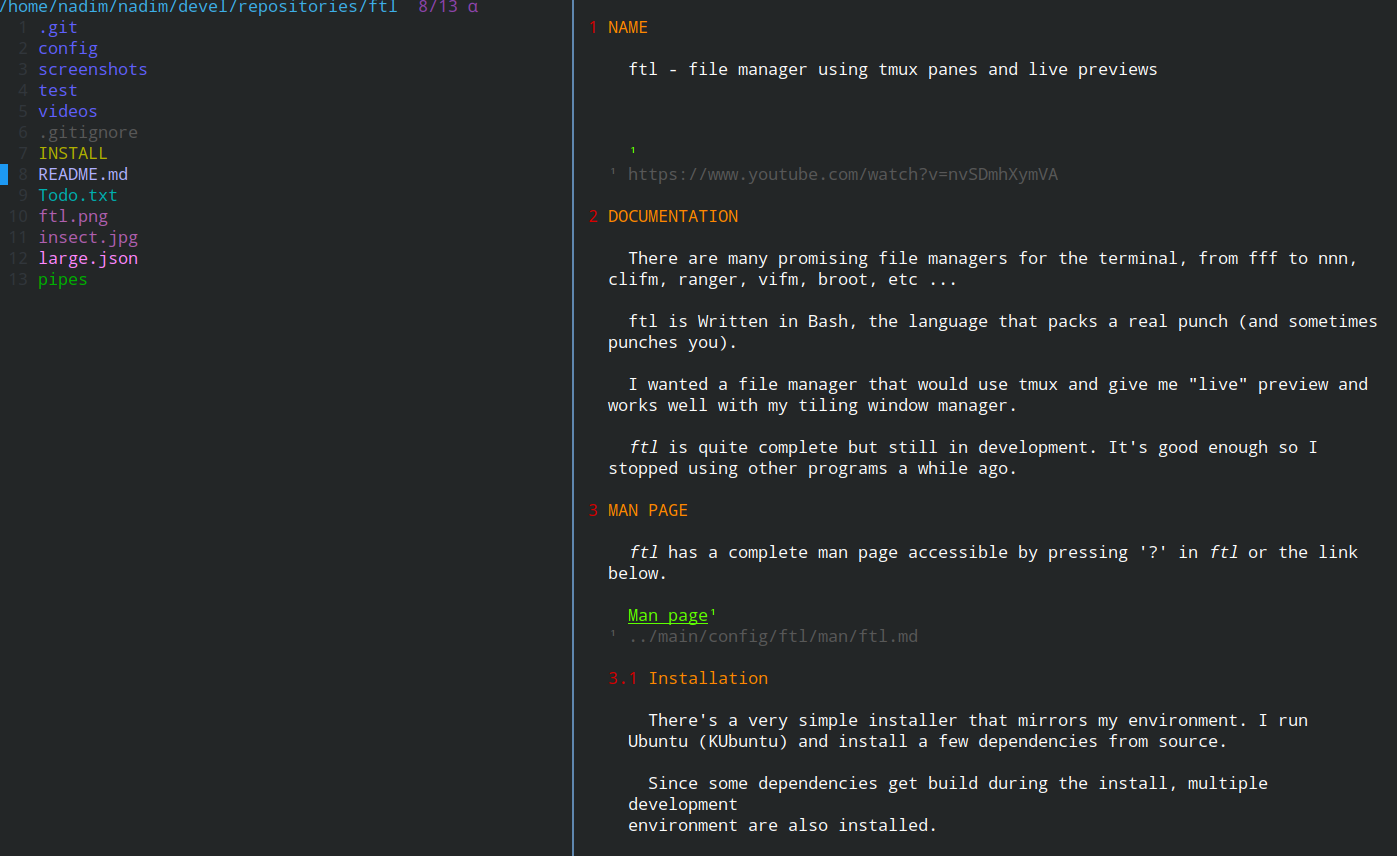 /home/nadim/nadim/devel/repositories/ftl 8/13 α
1 .git
2 config
3 screenshots
4 test
5 videos
6 .gitignore
7 INSTALL
8 README.md
9 Todo.txt
10 ftl.png
11 insect.jpg
12 large.json
13 pipes
1 NAME
ftl - file manager using tmux panes and live previews
¹
¹ https://www.youtube.com/watch?v=nvSDmhXymVA
2 DOCUMENTATION
There are many promising file managers for the terminal, from fff to nnn,
clifm, ranger, vifm, broot, etc ...
ftl is Written in Bash, the language that packs a real punch (and sometimes
punches you).
I wanted a file manager that would use tmux and give me "live" preview and
works well with my tiling window manager.
ftl is quite complete but still in development. It's good enough so I
stopped using other programs a while ago.
3 MAN PAGE
ftl has a complete man page accessible by pressing '?' in ftl or the link
below.
Man page¹
¹ ../main/config/ftl/man/ftl.md
3.1 Installation
There's a very simple installer that mirrors my environment. I run
Ubuntu (KUbuntu) and install a few dependencies from source.
Since some dependencies get build during the install, multiple
development
environment are also installed.